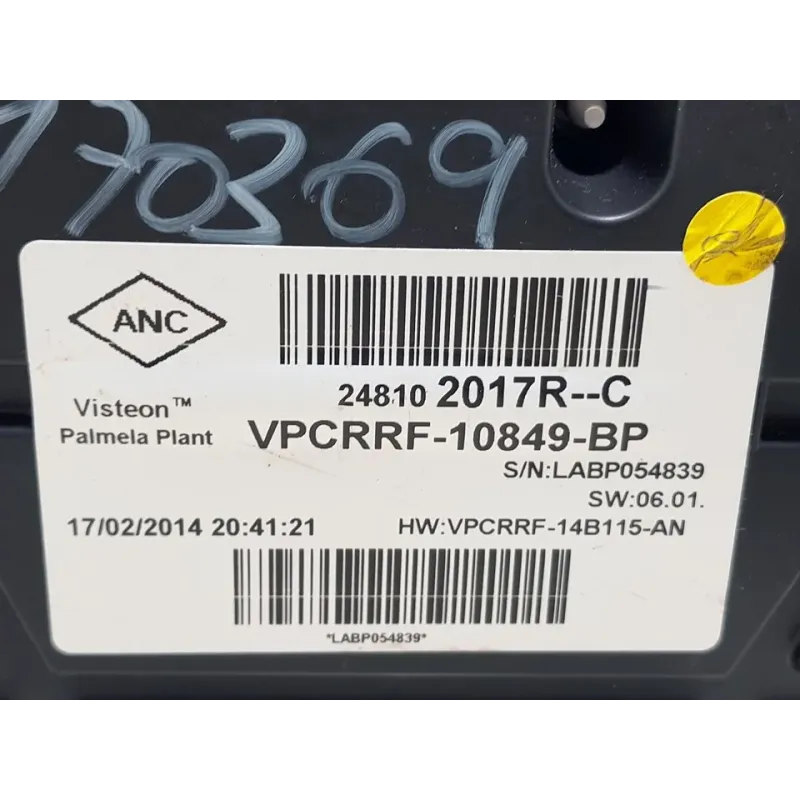 170369
ANC
24810 2017R--C
Visteon™
Palmela Plant
VPCRRF-10849-BP
S/N:LABP054839
SW:06.01.
17/02/2014 20:41:21
HW:VPCRRF-14B115-AN
*LABP054839*